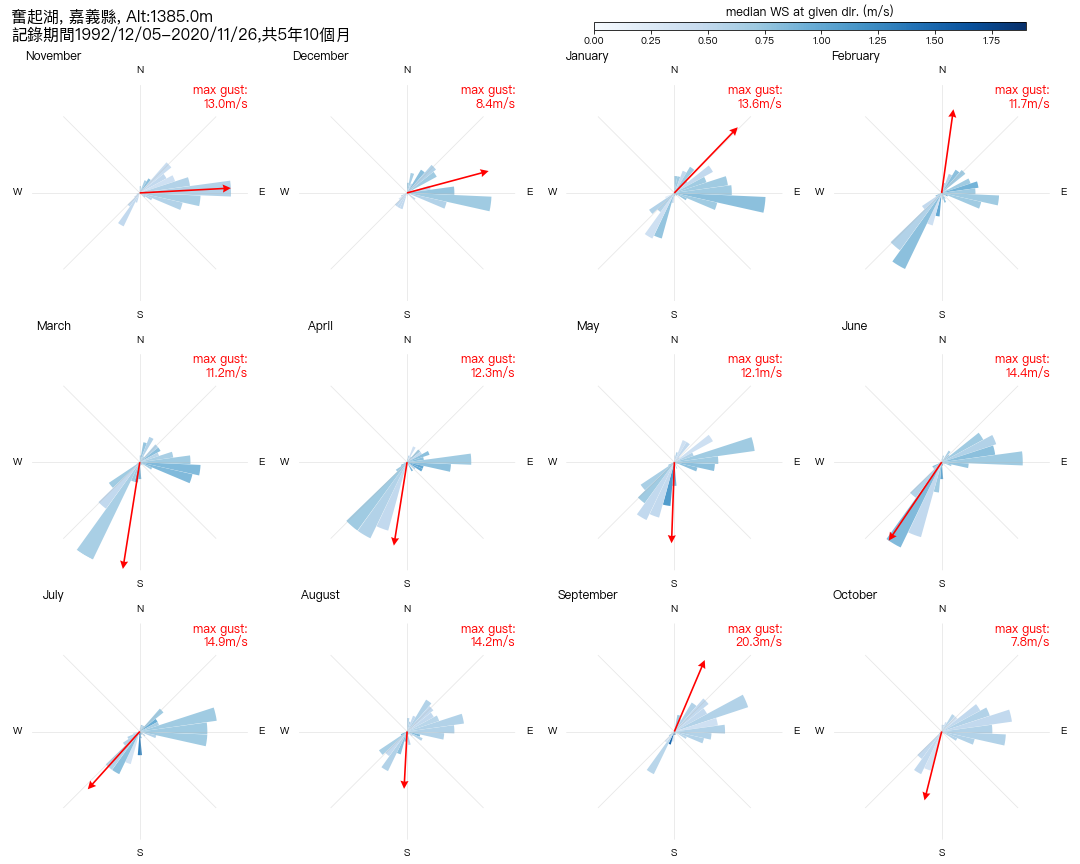 奮起湖, 嘉義縣, Alt:1385.0m
記錄期間1992/12/05−2020/11/26,共5年10個月
median WS at given dir. (m/s)
0.00 0.25 0.50 0.75 1.00 1.25 1.50 1.75
November
N
max gust:
13.0m/s
W
E
S
December
N
max gust:
8.4m/s
W
E
S
January
N
max gust:
13.6m/s
W
E
S
February
N
max gust:
11.7m/s
W
E
S
March
N
max gust:
11.2m/s
W
E
S
April
N
max gust:
12.3m/s
W
E
S
May
N
max gust:
12.1m/s
W
E
S
June
N
max gust:
14.4m/s
W
E
S
July
N
max gust:
14.9m/s
W
E
S
August
N
max gust:
14.2m/s
W
E
S
September
N
max gust:
20.3m/s
W
E
S
October
N
max gust:
7.8m/s
W
E
S